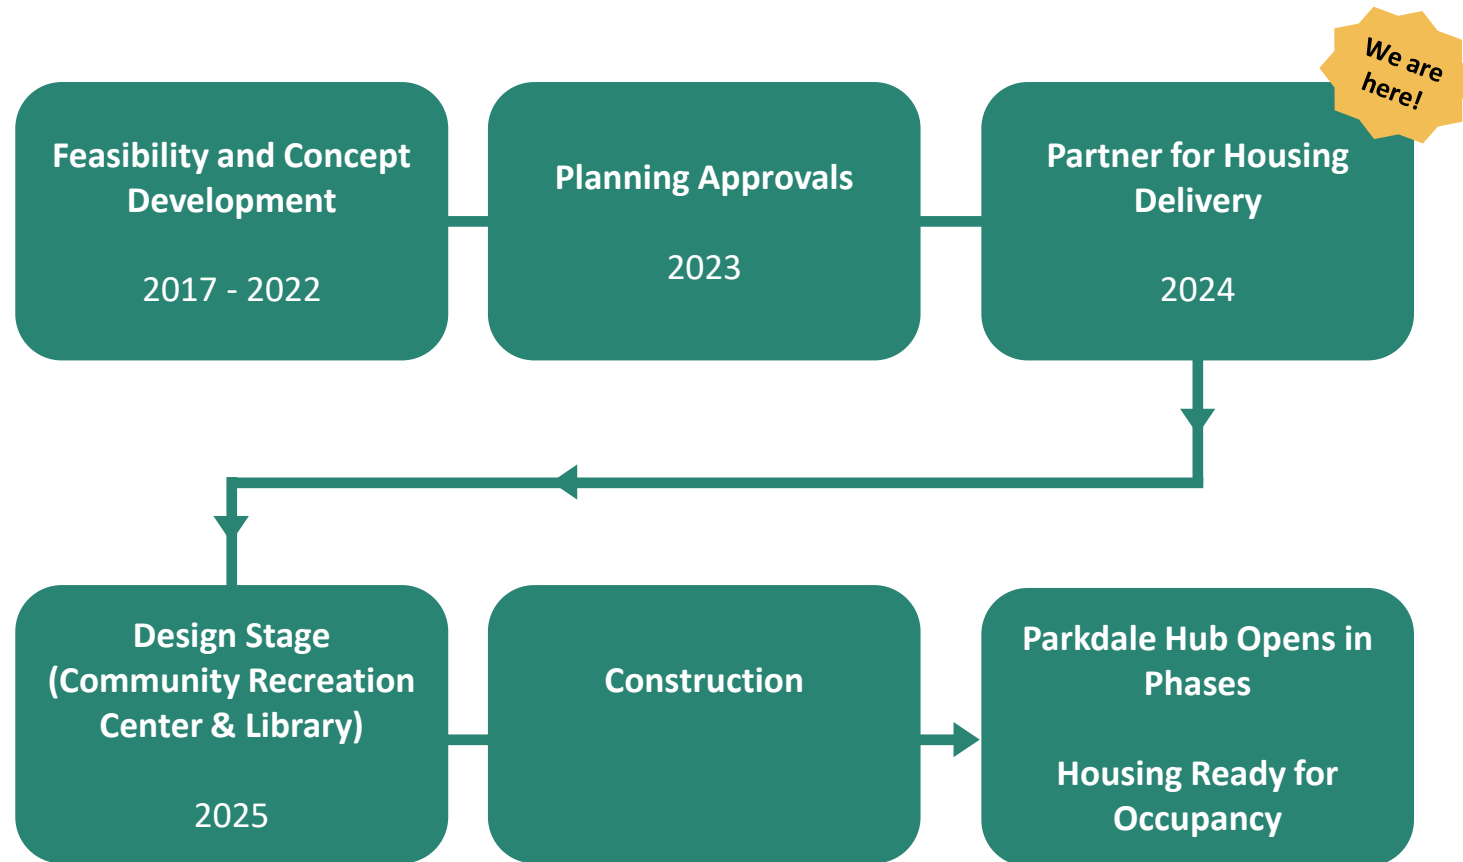 We are
here!
Feasibility and Concept
Development
2017 - 2022
Planning Approvals
2023
Partner for Housing
Delivery
2024
Design Stage
(Community Recreation
Center & Library)
2025
Construction
Parkdale Hub Opens in
Phases
Housing Ready for
Occupancy